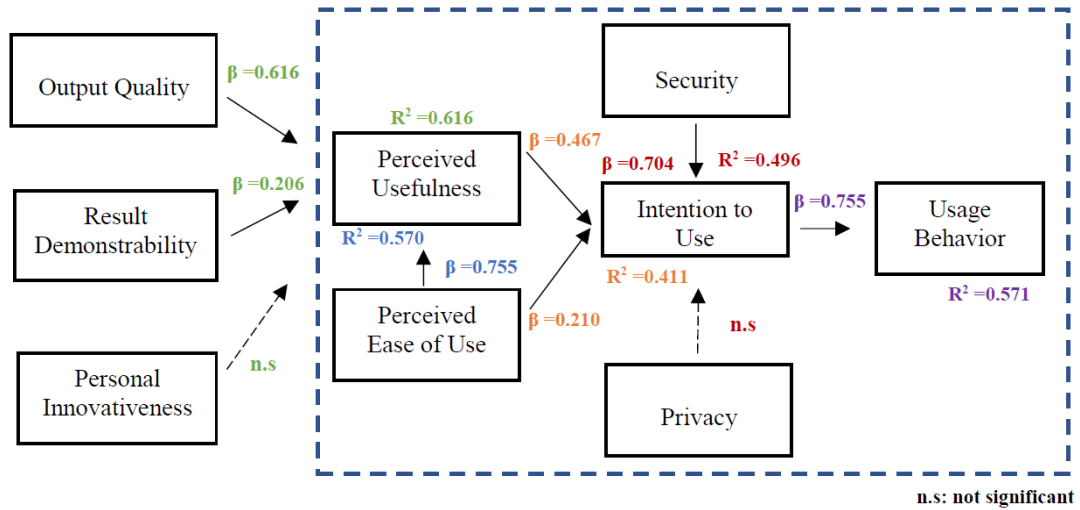 Output Quality
β =0.616
Security
R² =0.616
β =0.467
β =0.704
R² =0.496
Perceived
Usefulness
β =0.206
Result
Demonstrability
Intention to
Use
β =0.755
Usage
Behavior
R² =0.570
β =0.755
R² =0.411
R² =0.571
Perceived
Ease of Use
β =0.210
n.s
n.s
Personal
Innovativeness
Privacy
n.s: not significant